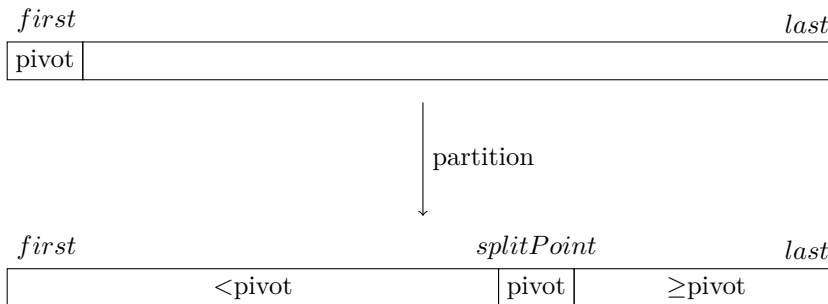 first last
pivot
partition
first splitPoint last
<pivot pivot ≥pivot